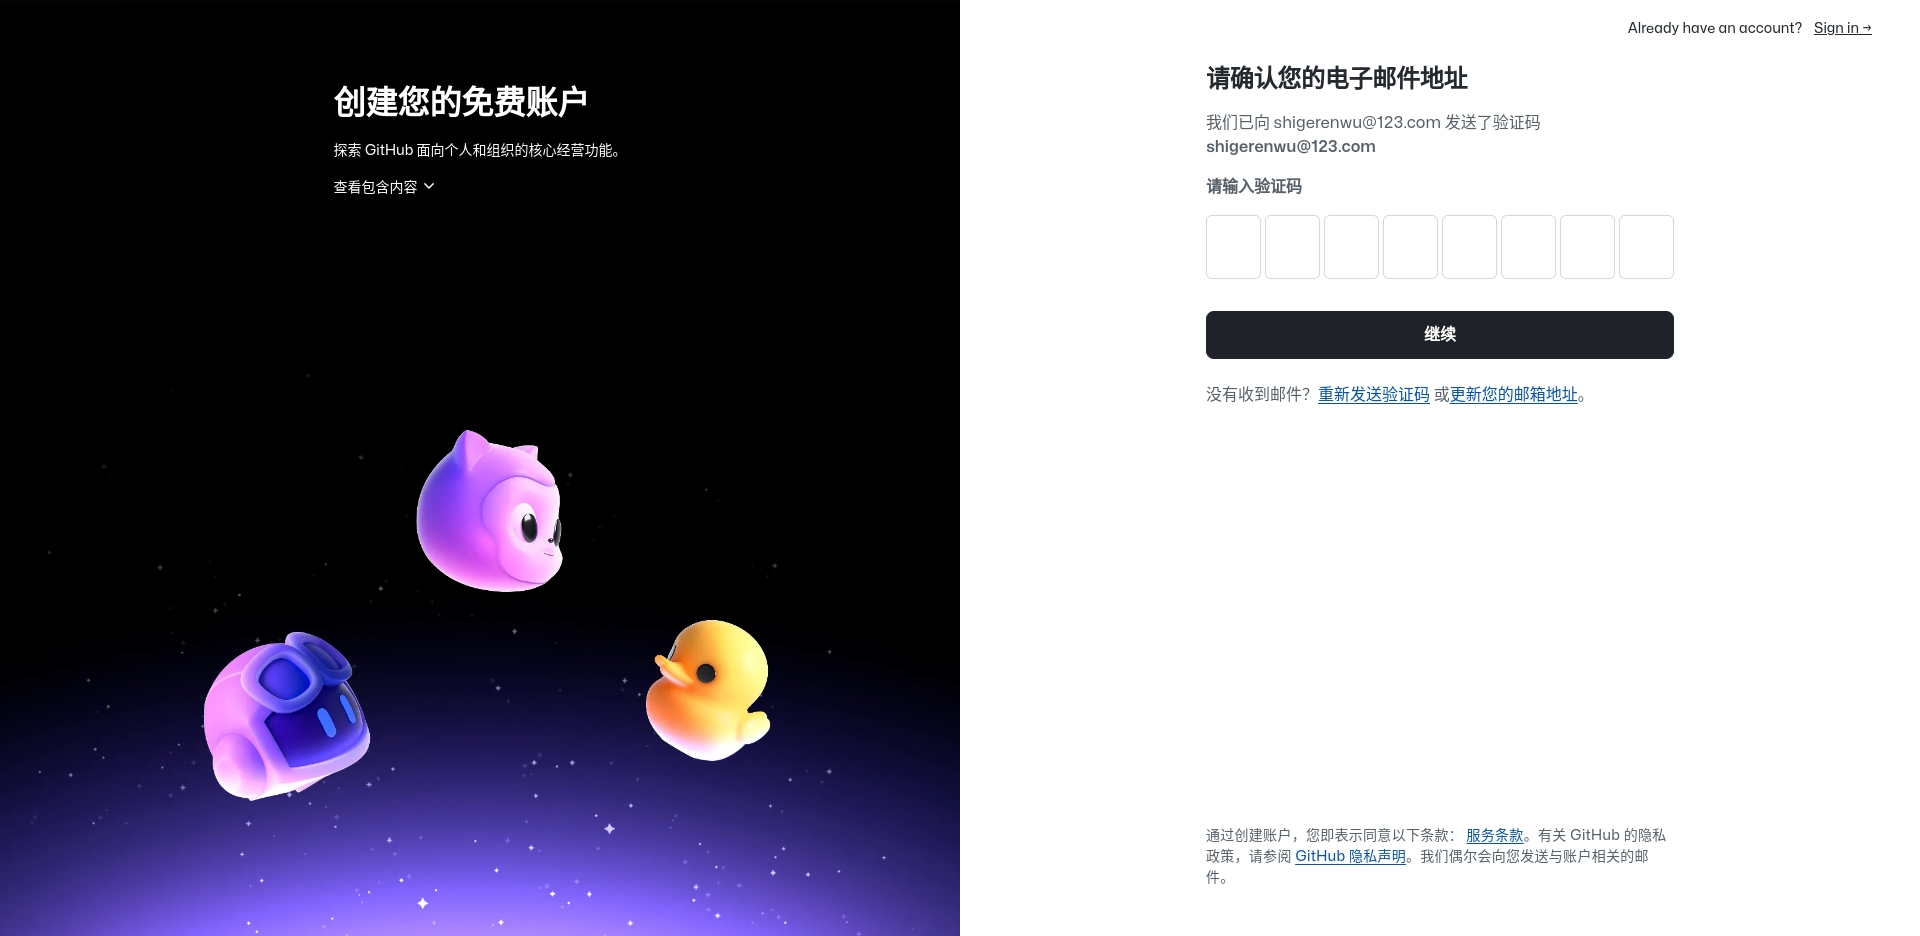 创建您的免费账户
探索 GitHub 面向个人和组织的核心经营功能。
查看包含内容
Already have an account? Sign in →
请确认您的电子邮件地址
我们已向 shigerenwu@123.com 发送了验证码
shigerenwu@123.com
请输入验证码
继续
没有收到邮件？重新发送验证码 或更新您的邮箱地址。
通过创建账户，您即表示同意以下条款： 服务条款。有关 GitHub 的隐私
政策，请参阅 GitHub 隐私声明。我们偶尔会向您发送与账户相关的邮
件。